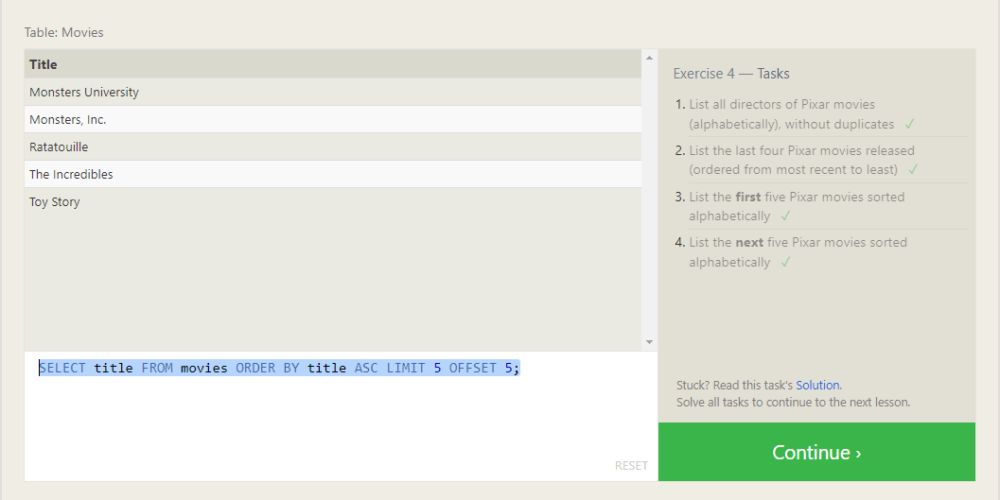 Table: Movies
Title
Monsters University
Monsters, Inc.
Ratatouille
The Incredibles
Toy Story
SELECT title FROM movies ORDER BY title ASC LIMIT 5 OFFSET 5;
RESET
Exercise 4 — Tasks
1. List all directors of Pixar movies
(alphabetically), without duplicates ✓
2. List the last four Pixar movies released
(ordered from most recent to least) ✓
3. List the first five Pixar movies sorted
alphabetically ✓
4. List the next five Pixar movies sorted
alphabetically ✓
Stuck? Read this task's Solution.
Solve all tasks to continue to the next lesson.
Continue ›